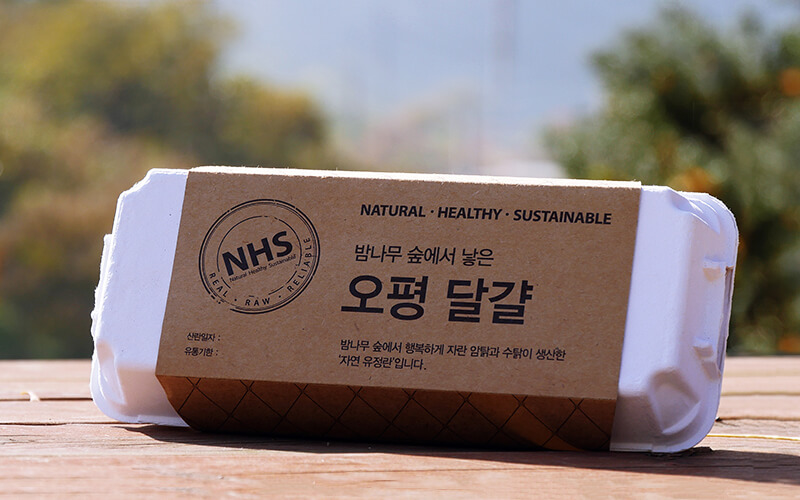 NATURAL · HEALTHY · SUSTAINABLE
NHS
Natural Healthy Sustainable
REAL · RAW · RELIABLE
밤나무 숲에서 낳은
오평 달걀
산란일자 :
유통기한 :
밤나무 숲에서 행복하게 자란 암탉과 수탉이 생산한
'자연 유정란'입니다.